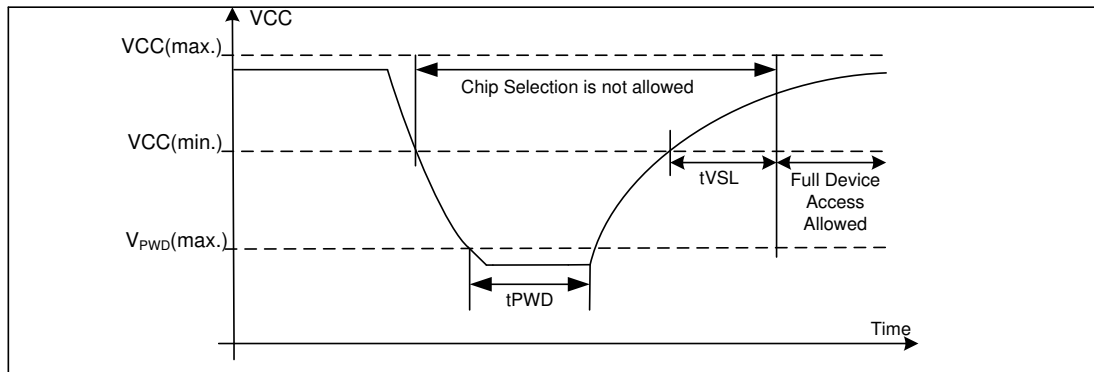 VCC
VCC(max.)
Chip Selection is not allowed
VCC(min.)
tVSL
Full Device
Access
Allowed
VPWD(max.)
tPWD
Time